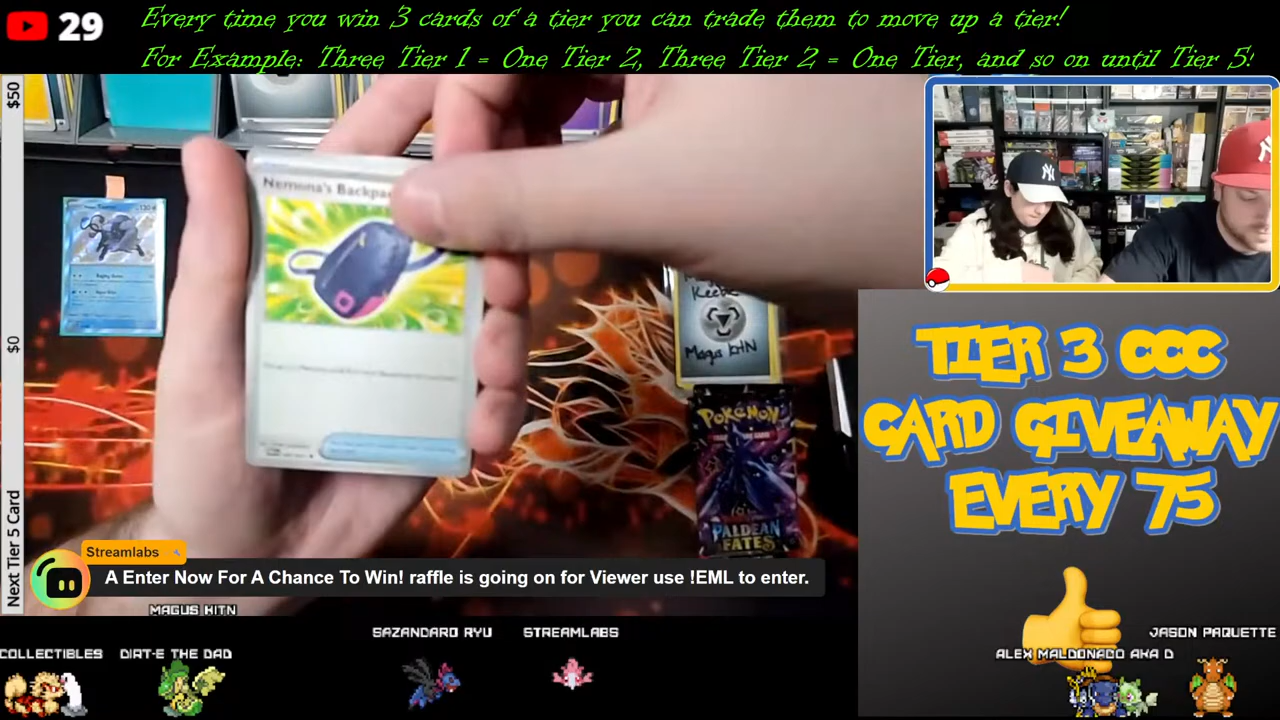 29
Every time you win 3 cards of a tier you can trade them to move up a tier!
For Example: Three Tier 1 = One Tier 2, Three Tier 2 = One Tier, and so on until Tier 5!
$50
$0
Next Tier 5 Card
Nemona's
Magus KHN
POKÉMON
PALDEAN
FATES
TIER 3 CCC
CARD GIVEAWAY
EVERY 75
Streamlabs
A Enter Now For A Chance To Win! raffle is going on for Viewer use !EML to enter.
MAGUS KHTN
COLLECTIBLES
DIRT-E THE DAD
SAZANDARO RYU
STREAMLABS
JASON PAQUETTE
ALEX MALDONADO AKA D